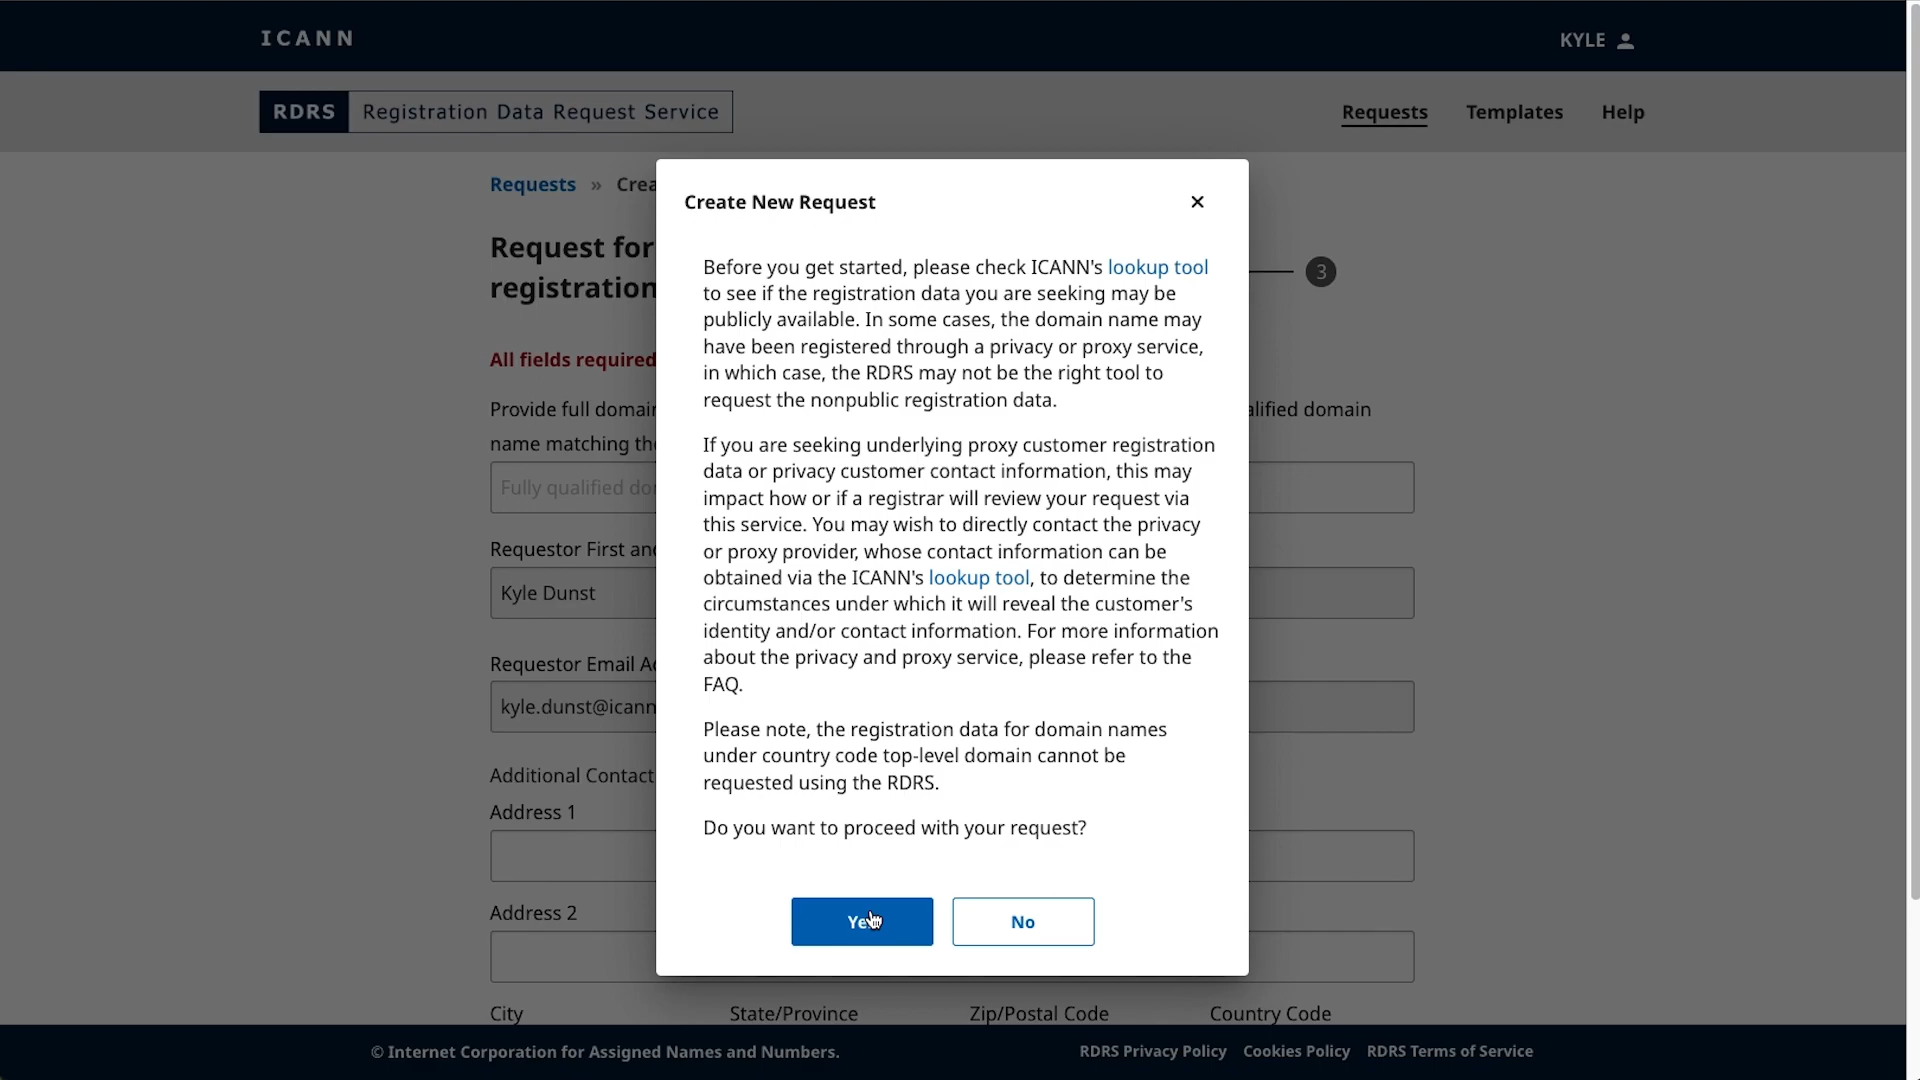 ICANN
KYLE
RDRS Registration Data Request Service
Requests Templates Help
Requests »
Create New Request
Request for
registration
3
All fields required
Provide full
name matching
Fully qualified
domain
Requestor First
Kyle Dunst
Requestor Email
kyle.dunst@icann
Additional Contact
Address 1
Address 2
City State/Province Zip/Postal Code Country Code
Before you get started, please check ICANN's lookup tool
to see if the registration data you are seeking may be
publicly available. In some cases, the domain name may
have been registered through a privacy or proxy service,
in which case, the RDRS may not be the right tool to
request the nonpublic registration data.
If you are seeking underlying proxy customer registration
data or privacy customer contact information, this may
impact how or if a registrar will review your request via
this service. You may wish to directly contact the privacy
or proxy provider, whose contact information can be
obtained via the ICANN's lookup tool, to determine the
circumstances under which it will reveal the customer's
identity and/or contact information. For more information
about the privacy and proxy service, please refer to the
FAQ.
Please note, the registration data for domain names
under country code top-level domain cannot be
requested using the RDRS.
Do you want to proceed with your request?
Yes No
© Internet Corporation for Assigned Names and Numbers.
RDRS Privacy Policy Cookies Policy RDRS Terms of Service